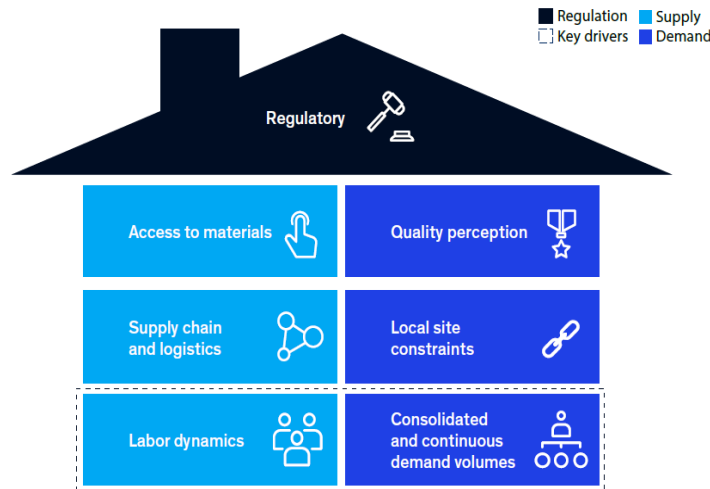 Regulation
Supply
Key drivers
Demand
Regulatory
Access to materials
Quality perception
Supply chain
and logistics
Local site
constraints
Labor dynamics
Consolidated
and continuous
demand volumes